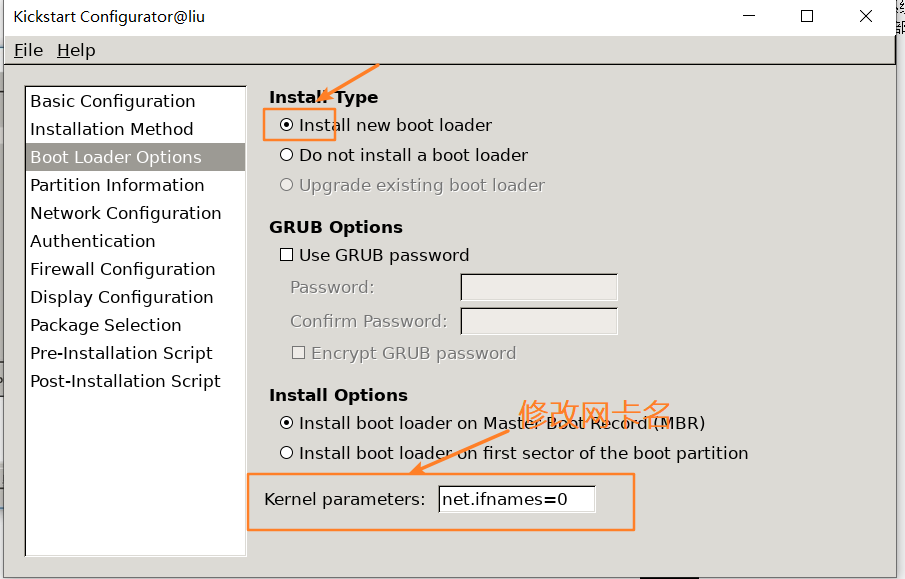 Kickstart Configurator@liu
File Help
Basic Configuration
Installation Method
Boot Loader Options
Partition Information
Network Configuration
Authentication
Firewall Configuration
Display Configuration
Package Selection
Pre-Installation Script
Post-Installation Script
Install Type
Install new boot loader
Do not install a boot loader
Upgrade existing boot loader
GRUB Options
Use GRUB password
Password:
Confirm Password:
Encrypt GRUB password
Install Options
修改网卡名
Install boot loader on Master Boot Record (MBR)
Install boot loader on first sector of the boot partition
Kernel parameters: net.ifnames=0